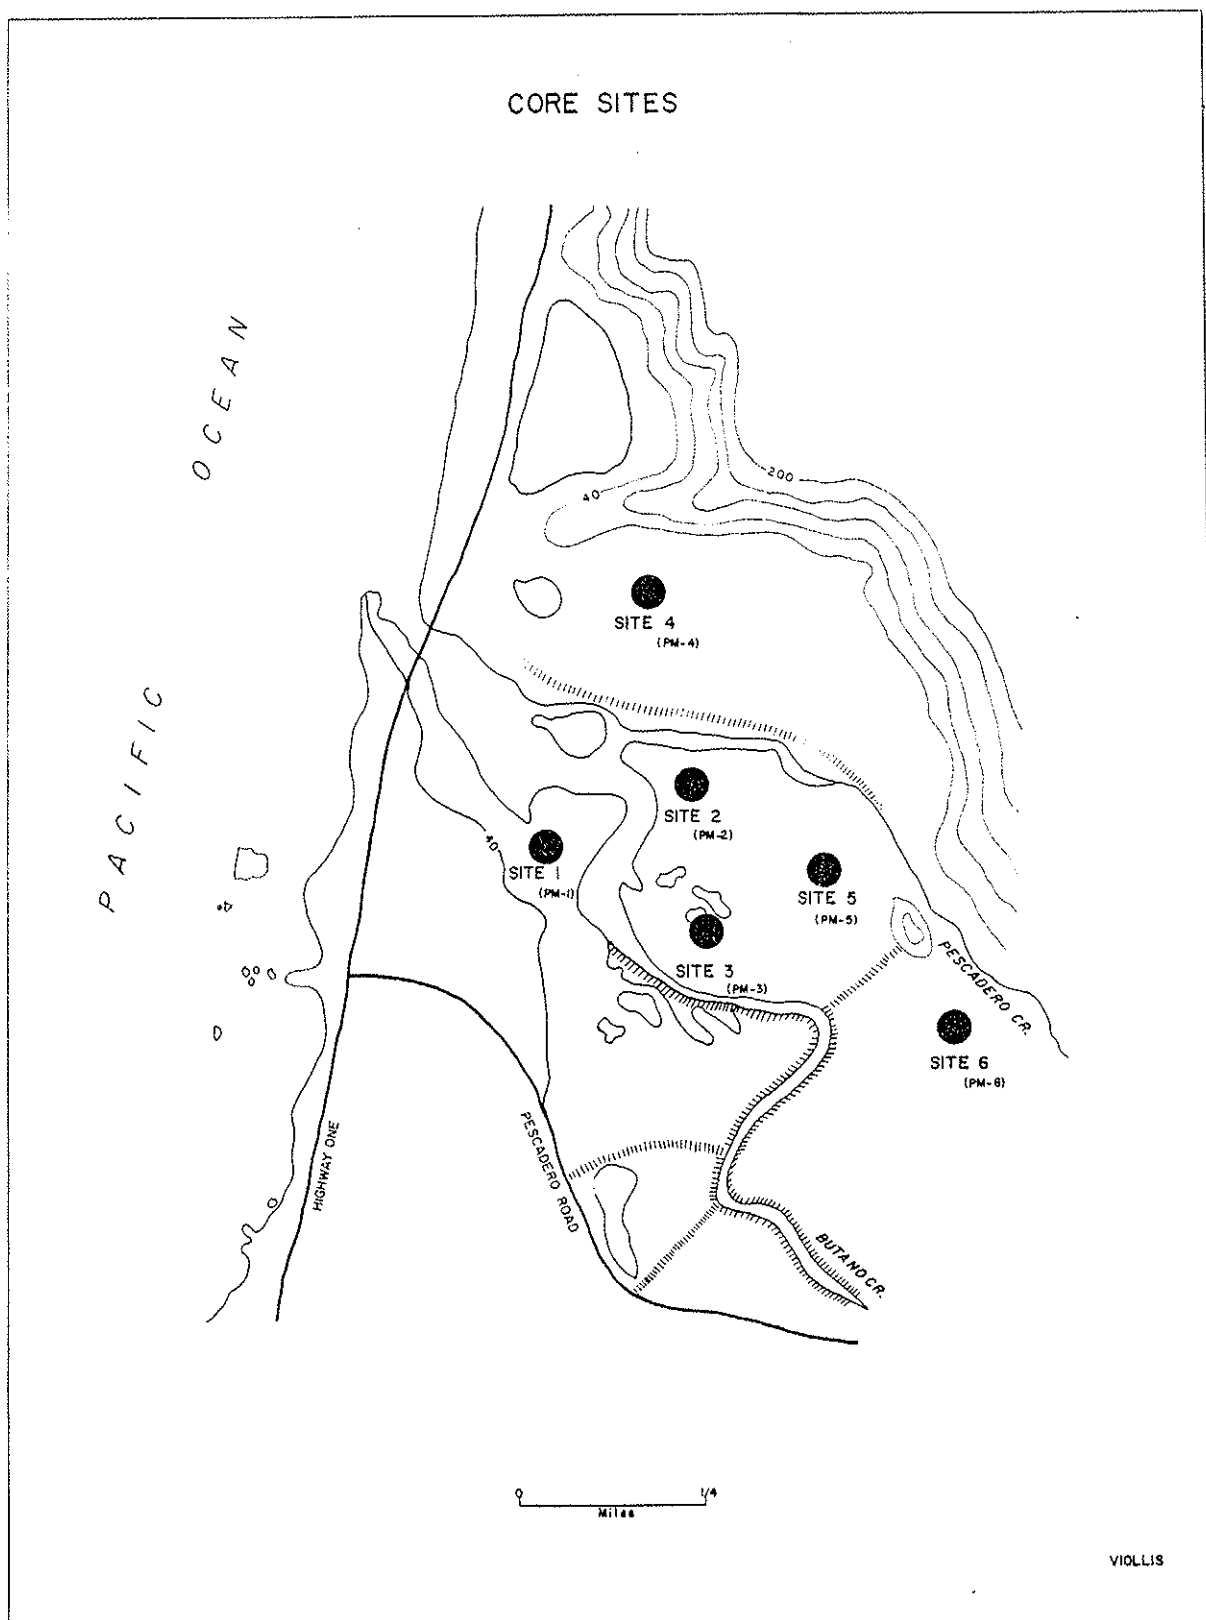 CORE SITES
PACIFIC OCEAN
200
40
SITE 4
(PM-4)
SITE 2
(PM-2)
40
SITE 1
(PM-1)
SITE 5
(PM-5)
SITE 3
(PM-3)
PESCADERO CR.
SITE 6
(PM-6)
HIGHWAY ONE
PESCADERO ROAD
BUTANO CR.
0 1/4
Miles
VIOLLIS